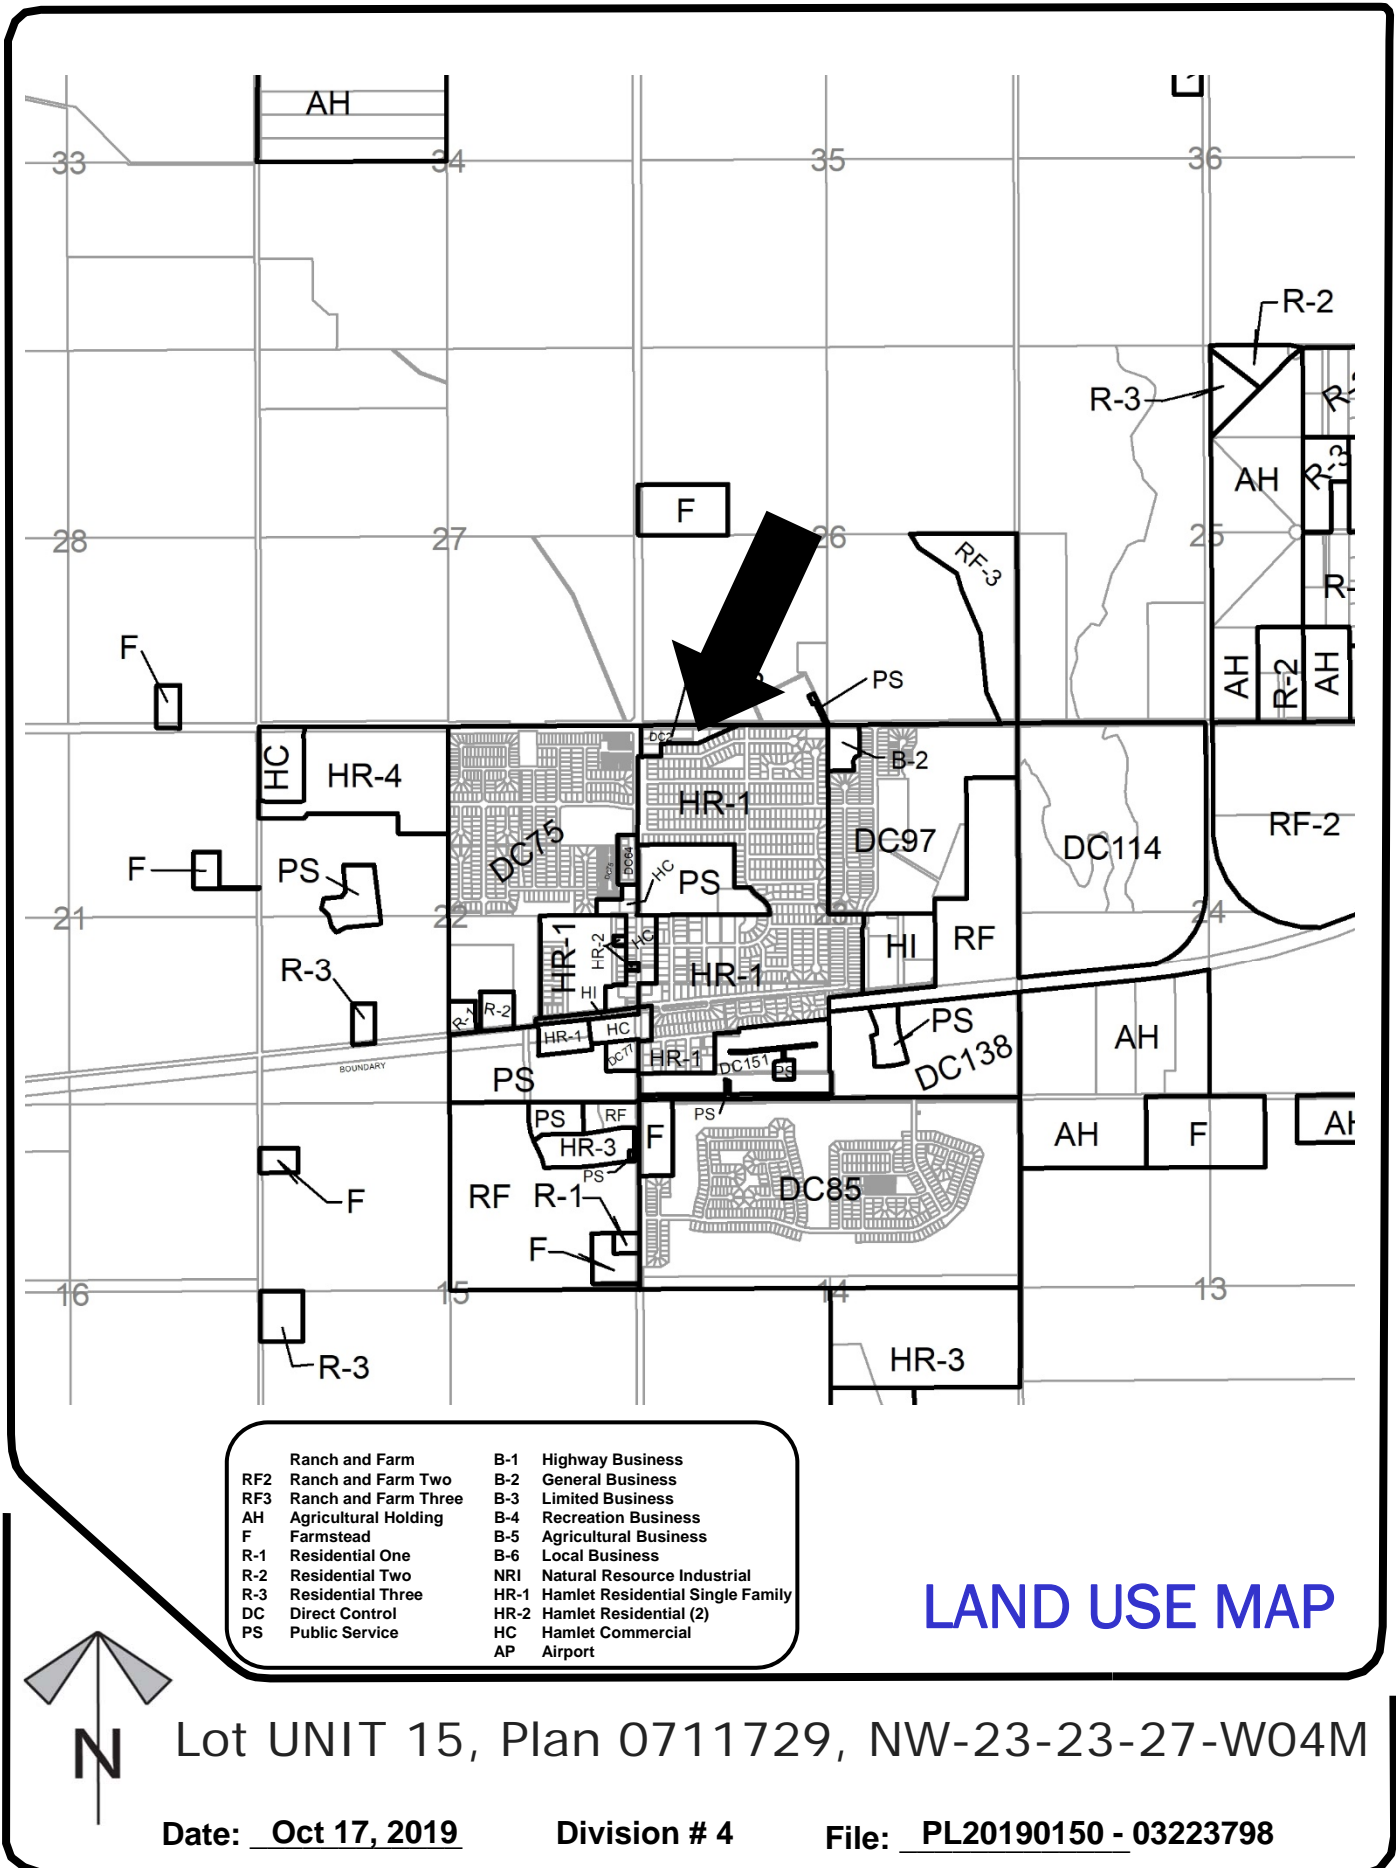 AH
33
34
35
36
R-2
R-3
AH
F
28
27
26
25
RF-3
F
PS
AH
R-2
AH
HC
HR-4
B-2
HR-1
DC75
DC64
DC97
DC114
RF-2
F
PS
HC
PS
21
22
24
HR-1
HR-2
HC
HR-1
HI
RF
R-3
R-1
R-2
HI
HR-1
HC
PS
DC138
AH
BOUNDARY
PS
DC77
HR-1
DC151
PS
PS
RF
PS
F
AH
F
HR-3
PS
RF
R-1
DC85
F
F
16
15
14
13
R-3
HR-3
Ranch and Farm
RF2 Ranch and Farm Two
RF3 Ranch and Farm Three
AH Agricultural Holding
F Farmstead
R-1 Residential One
R-2 Residential Two
R-3 Residential Three
DC Direct Control
PS Public Service
B-1 Highway Business
B-2 General Business
B-3 Limited Business
B-4 Recreation Business
B-5 Agricultural Business
B-6 Local Business
NRI Natural Resource Industrial
HR-1 Hamlet Residential Single Family
HR-2 Hamlet Residential (2)
HC Hamlet Commercial
AP Airport
LAND USE MAP
N
Lot UNIT 15, Plan 0711729, NW-23-23-27-W04M
Date: Oct 17, 2019 Division # 4 File: PL20190150 - 03223798